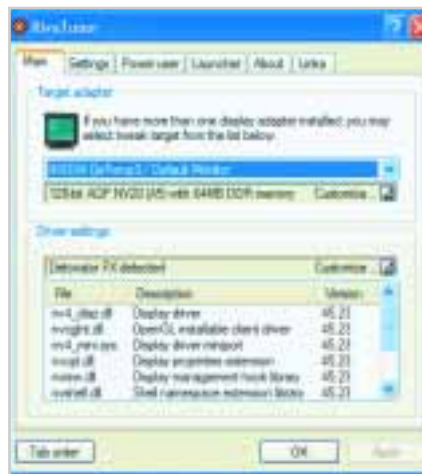 RivaTuner
Main Settings Power user Launcher About Links
Target adapter
If you have more than one display adapter installed, you may
select tweak target from the list below
NVIDIA GeForce3 / Default Monitor
128-bit AGP NV20 (A5) with 64MB DDR memory Customize...
Driver settings
Detonator FX detected Customize...
File Description Version
nv4_disp.dll Display driver 45.23
nvoglnt.dll OpenGL installable client driver 45.23
nv4_mini.sys Display driver miniport 45.23
nvcpl.dll Display properties extension 45.23
Display management hook library 45.23
nvshell.dll Shell namespace extension library 45.23
Tab order OK Apply